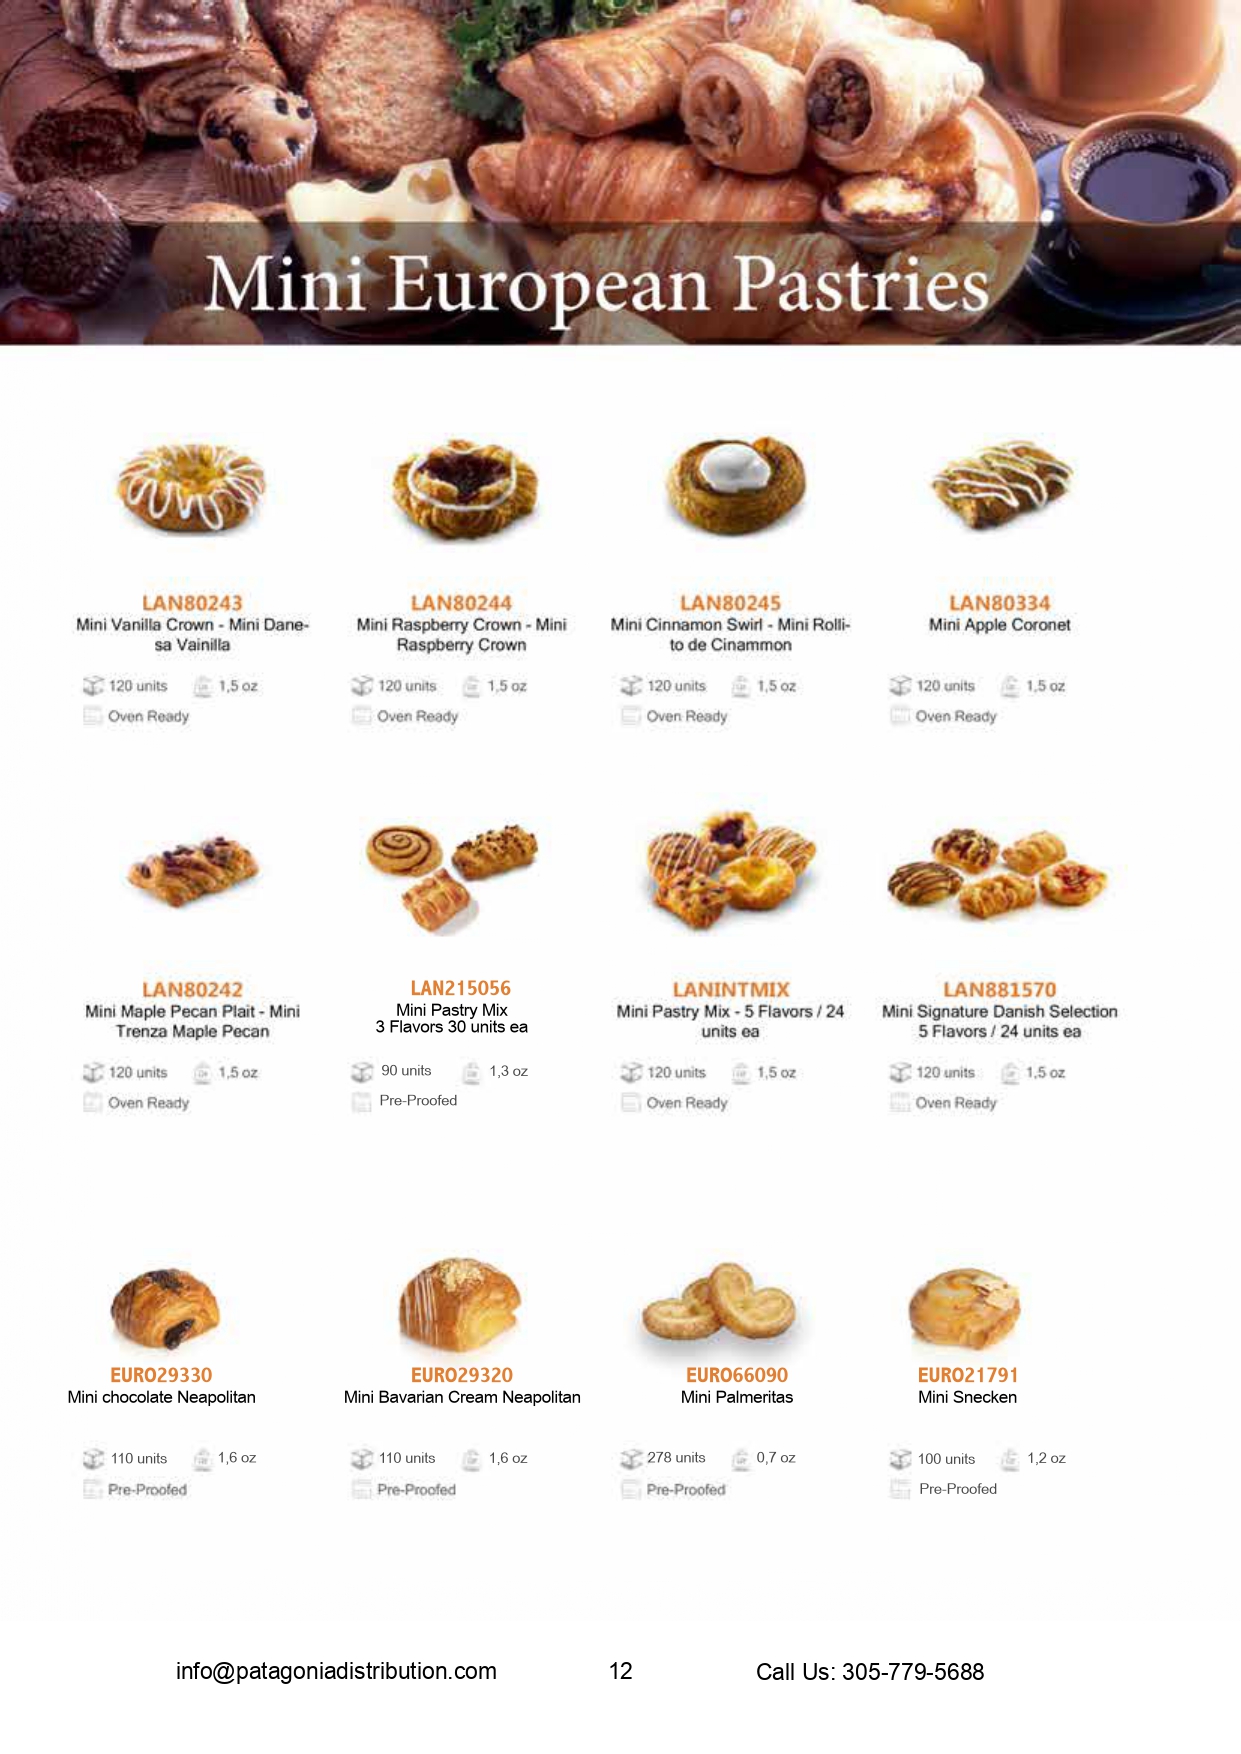 Mini European Pastries
LAN80243
Mini Vanilla Crown - Mini Dane-
sa Vainilla
120 units 1,5 oz
Oven Ready
LAN80244
Mini Raspberry Crown - Mini
Raspberry Crown
120 units 1,5 oz
Oven Ready
LAN80245
Mini Cinnamon Swirl - Mini Rolli-
to de Cinammon
120 units 1,5 oz
Oven Ready
LAN80334
Mini Apple Coronet
120 units 1,5 oz
Oven Ready
LAN80242
Mini Maple Pecan Plait - Mini
Trenza Maple Pecan
120 units 1,5 oz
Oven Ready
LAN215056
Mini Pastry Mix
3 Flavors 30 units ea
90 units 1,3 oz
Pre-Proofed
LANINTMIX
Mini Pastry Mix - 5 Flavors / 24
units ea
120 units 1,5 oz
Oven Ready
LAN881570
Mini Signature Danish Selection
5 Flavors / 24 units ea
120 units 1,5 oz
Oven Ready
EURO29330
Mini chocolate Neapolitan
110 units 1,6 oz
Pre-Proofed
EURO29320
Mini Bavarian Cream Neapolitan
110 units 1,6 oz
Pre-Proofed
EURO66090
Mini Palmeritas
278 units 0,7 oz
Pre-Proofed
EURO21791
Mini Snecken
100 units 1,2 oz
Pre-Proofed
info@patagoniadistribution.com 12 Call Us: 305-779-5688